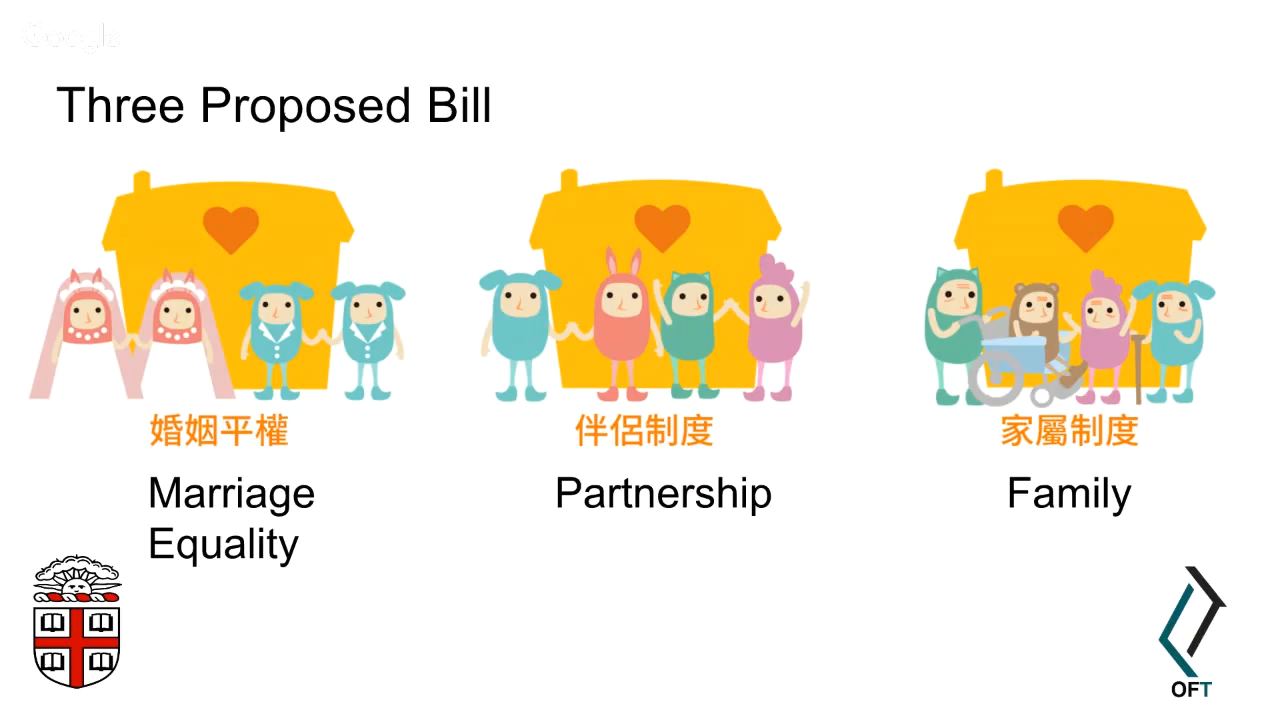 Google
Three Proposed Bill
婚姻平權
伴侶制度
家屬制度
Marriage
Equality
Partnership
Family
OFT